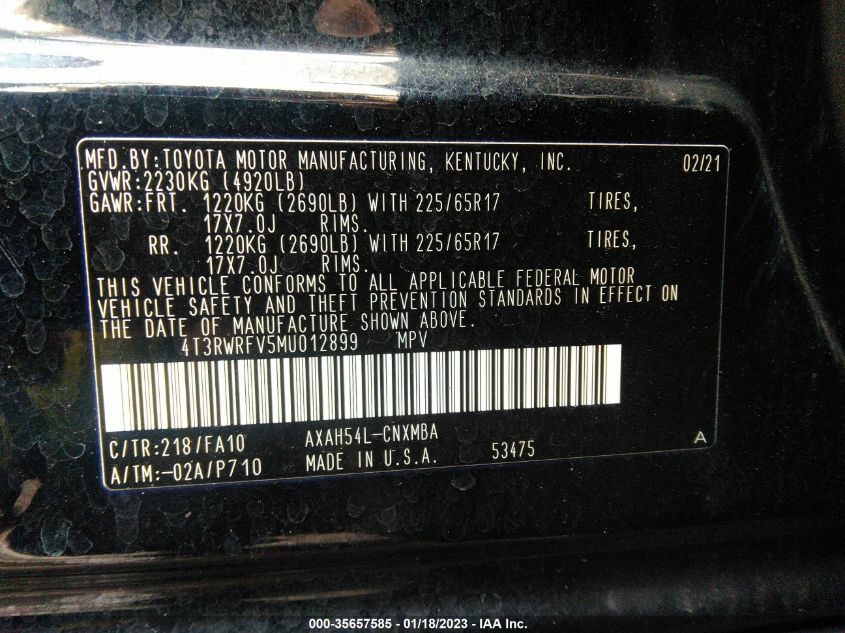 MFD.BY:TOYOTA MOTOR MANUFACTURING, KENTUCKY, INC. 02/21
GVWR:2230KG (4920LB)
GAWR:FRT. 1220KG (2690LB) WITH 225/65R17 TIRES,
17X7.0J RIMS.
RR. 1220KG (2690LB) WITH 225/65R17 TIRES,
17X7.0J RIMS.
THIS VEHICLE CONFORMS TO ALL APPLICABLE FEDERAL MOTOR
VEHICLE SAFETY AND THEFT PREVENTION STANDARDS IN EFFECT ON
THE DATE OF MANUFACTURE SHOWN ABOVE.
4T3RWRFV5MU012899 MPV
C/TR:218/FA10 AXAH54L-CNXMBA A
A/TM:-02A/P710 MADE IN U.S.A. 53475
000-35657585 - 01/18/2023 - IAA Inc.